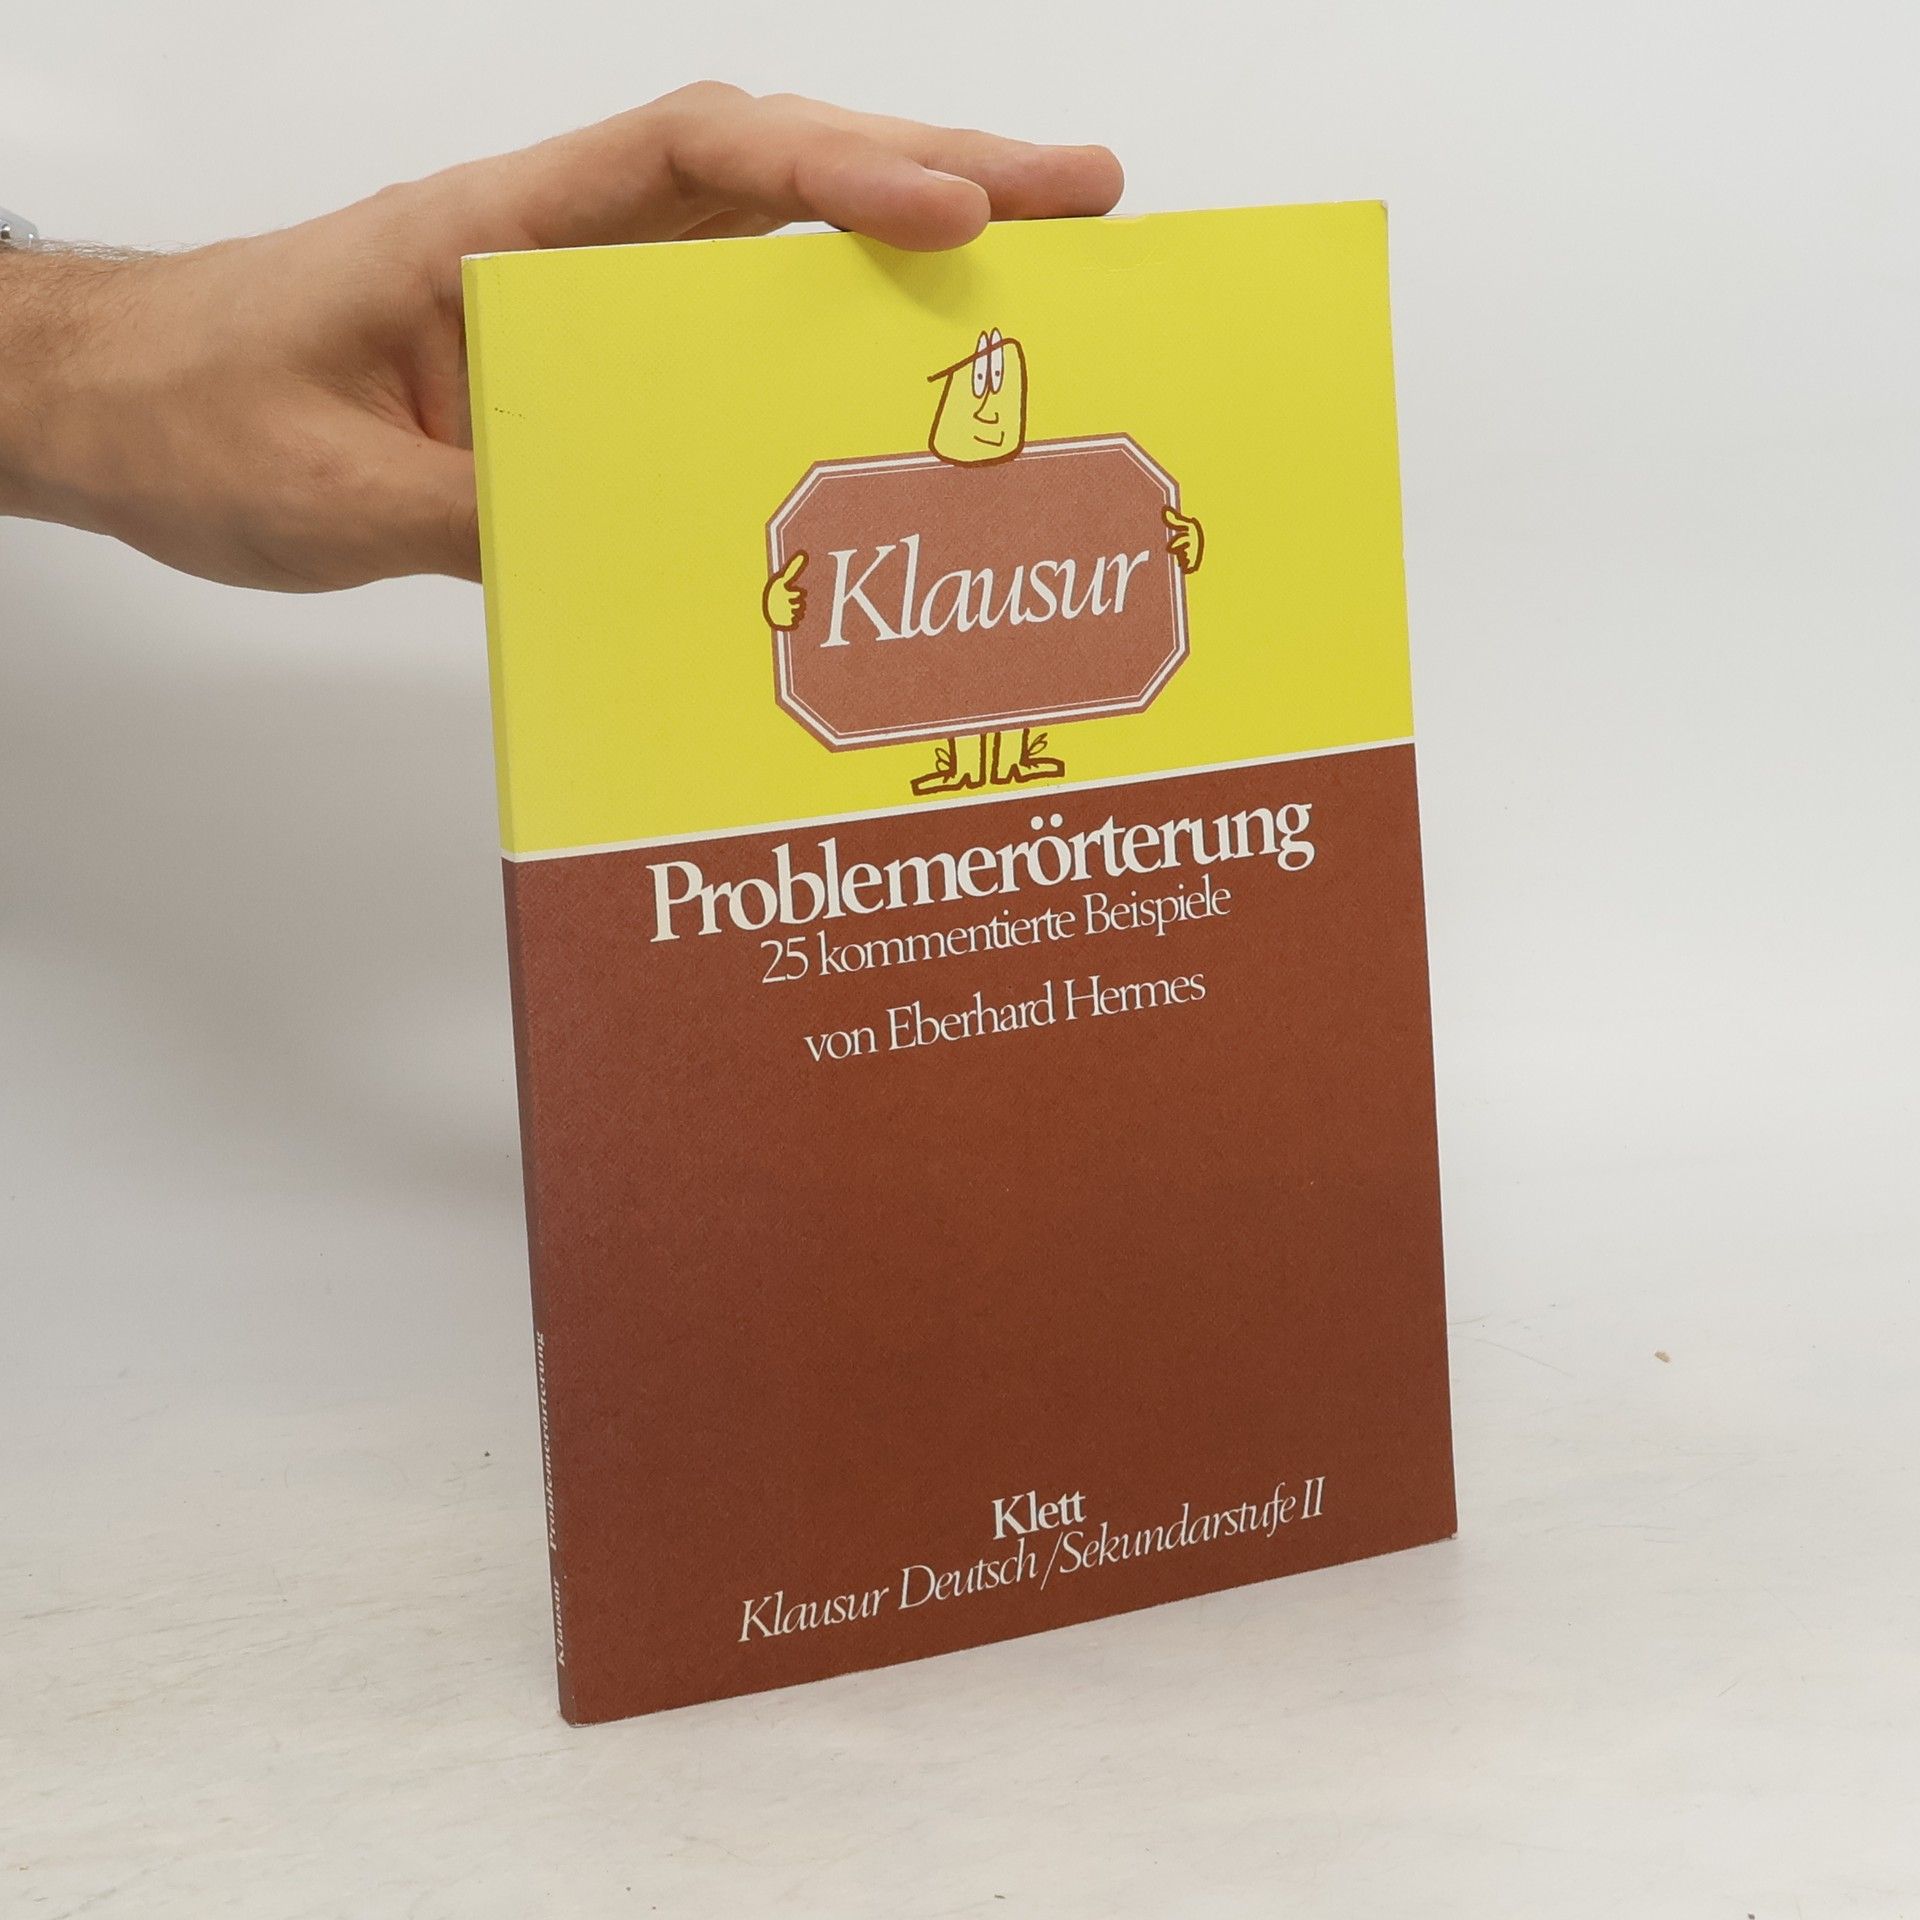 Klausur
Problemerörterung
25 kommentierte Beispiele
von Eberhard Hermes
Klett
Klausur Deutsch/Sekundarstufe II
Klausur Problemerörterung